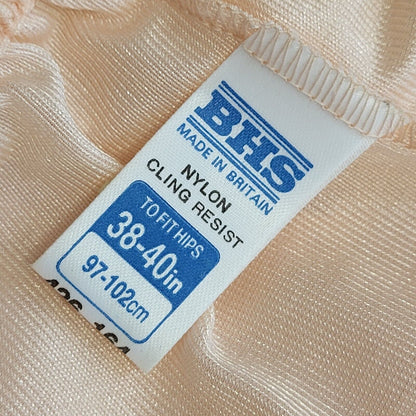 BHS
MADE IN BRITAIN
NYLON
CLING RESIST
TO FIT HIPS
38-40in
97-102cm